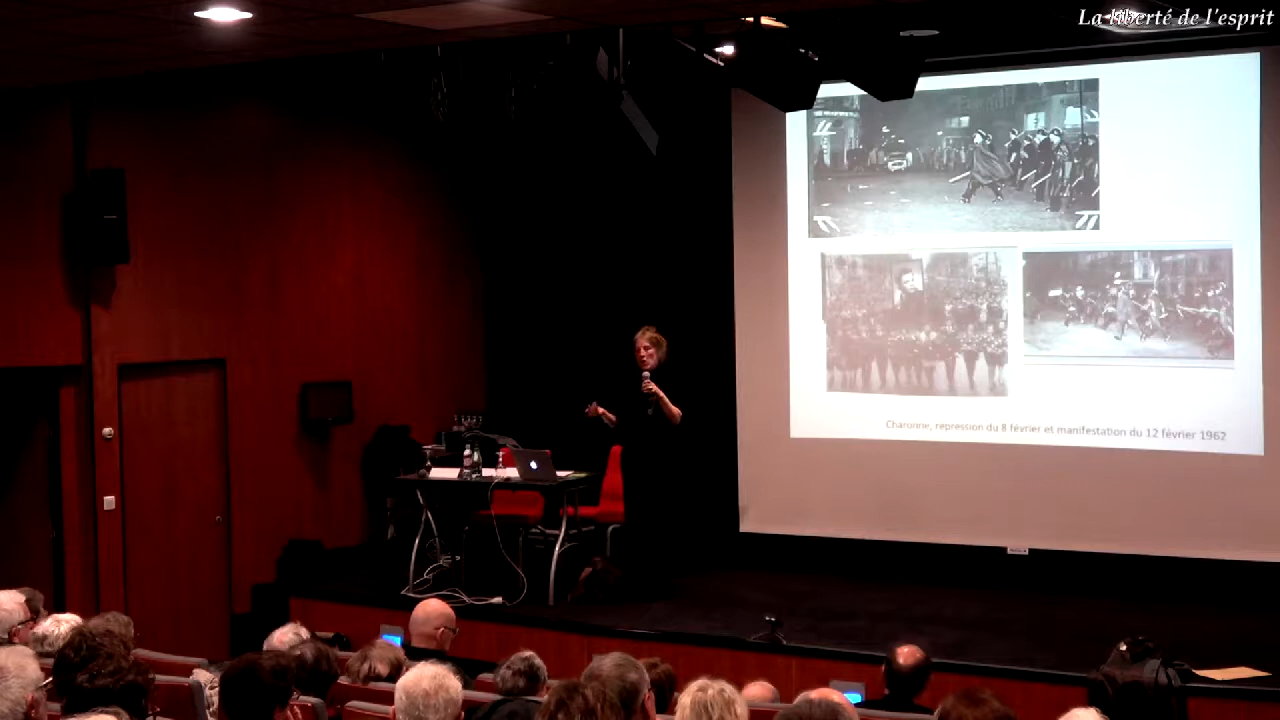 La liberté de l'esprit
Charonne, repression du 8 février et manifestation du 12 février 1962